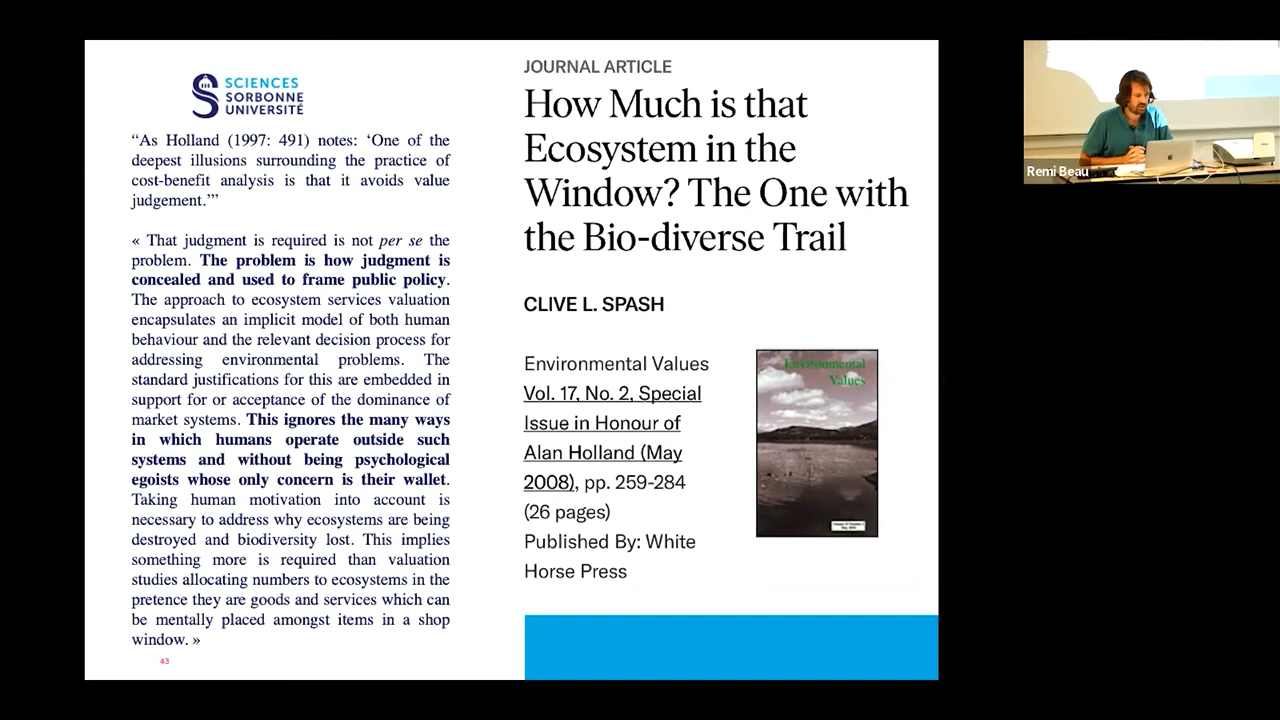 SCIENCES
SORBONNE
UNIVERSITÉ
“As Holland (1997: 491) notes: ‘One of the
deepest illusions surrounding the practice of
cost-benefit analysis is that it avoids value
judgement.’”
« That judgment is required is not per se the
problem. The problem is how judgment is
concealed and used to frame public policy.
The approach to ecosystem services valuation
encapsulates an implicit model of both human
behaviour and the relevant decision process for
addressing environmental problems. The
standard justifications for this are embedded in
support for or acceptance of the dominance of
market systems. This ignores the many ways
in which humans operate outside such
systems and without being psychological
egoists whose only concern is their wallet.
Taking human motivation into account is
necessary to address why ecosystems are being
destroyed and biodiversity lost. This implies
something more is required than valuation
studies allocating numbers to ecosystems in the
pretence they are goods and services which can
be mentally placed amongst items in a shop
window. »
43
JOURNAL ARTICLE
How Much is that
Ecosystem in the
Window? The One with
the Bio-diverse Trail
CLIVE L. SPASH
Environmental Values
Vol. 17, No. 2, Special
Issue in Honour of
Alan Holland (May
2008), pp. 259-284
(26 pages)
Published By: White
Horse Press
Environmental
Values
Remi Beau